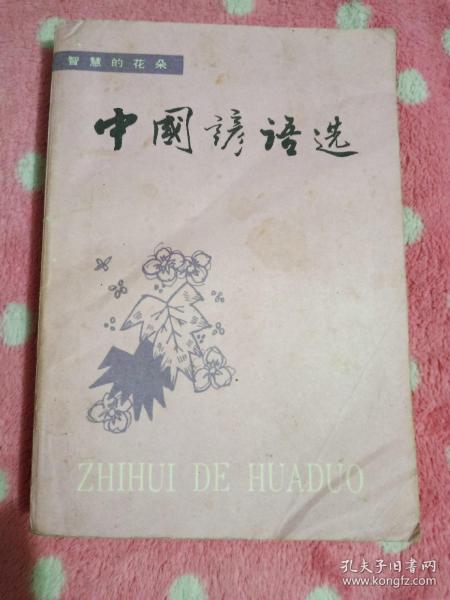 智慧的花朵
中國諺语选
ZHIHUI DE HUADUO
孔夫子旧书网
www.kongfz.com